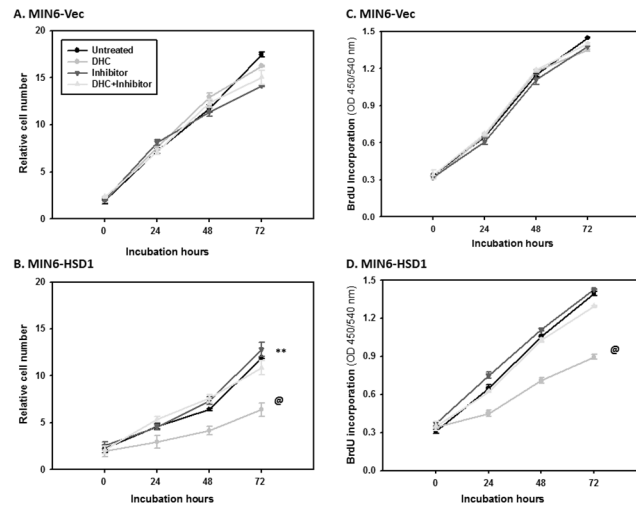 A. MIN6-Vec
Relative cell number
20
15
10
5
0
Untreated
DHC
Inhibitor
DHC+Inhibitor
0 24 48 72
Incubation hours
C. MIN6-Vec
BrdU Incorporation (OD 450/540 nm)
1.5
1.2
0.9
0.6
0.3
0.0
0 24 48 72
Incubation hours
B. MIN6-HSD1
Relative cell number
20
15
10
5
0
**
@
0 24 48 72
Incubation hours
D. MIN6-HSD1
BrdU Incorporation (OD 450/540 nm)
1.5
1.2
0.9
0.6
0.3
0.0
@
0 24 48 72
Incubation hours